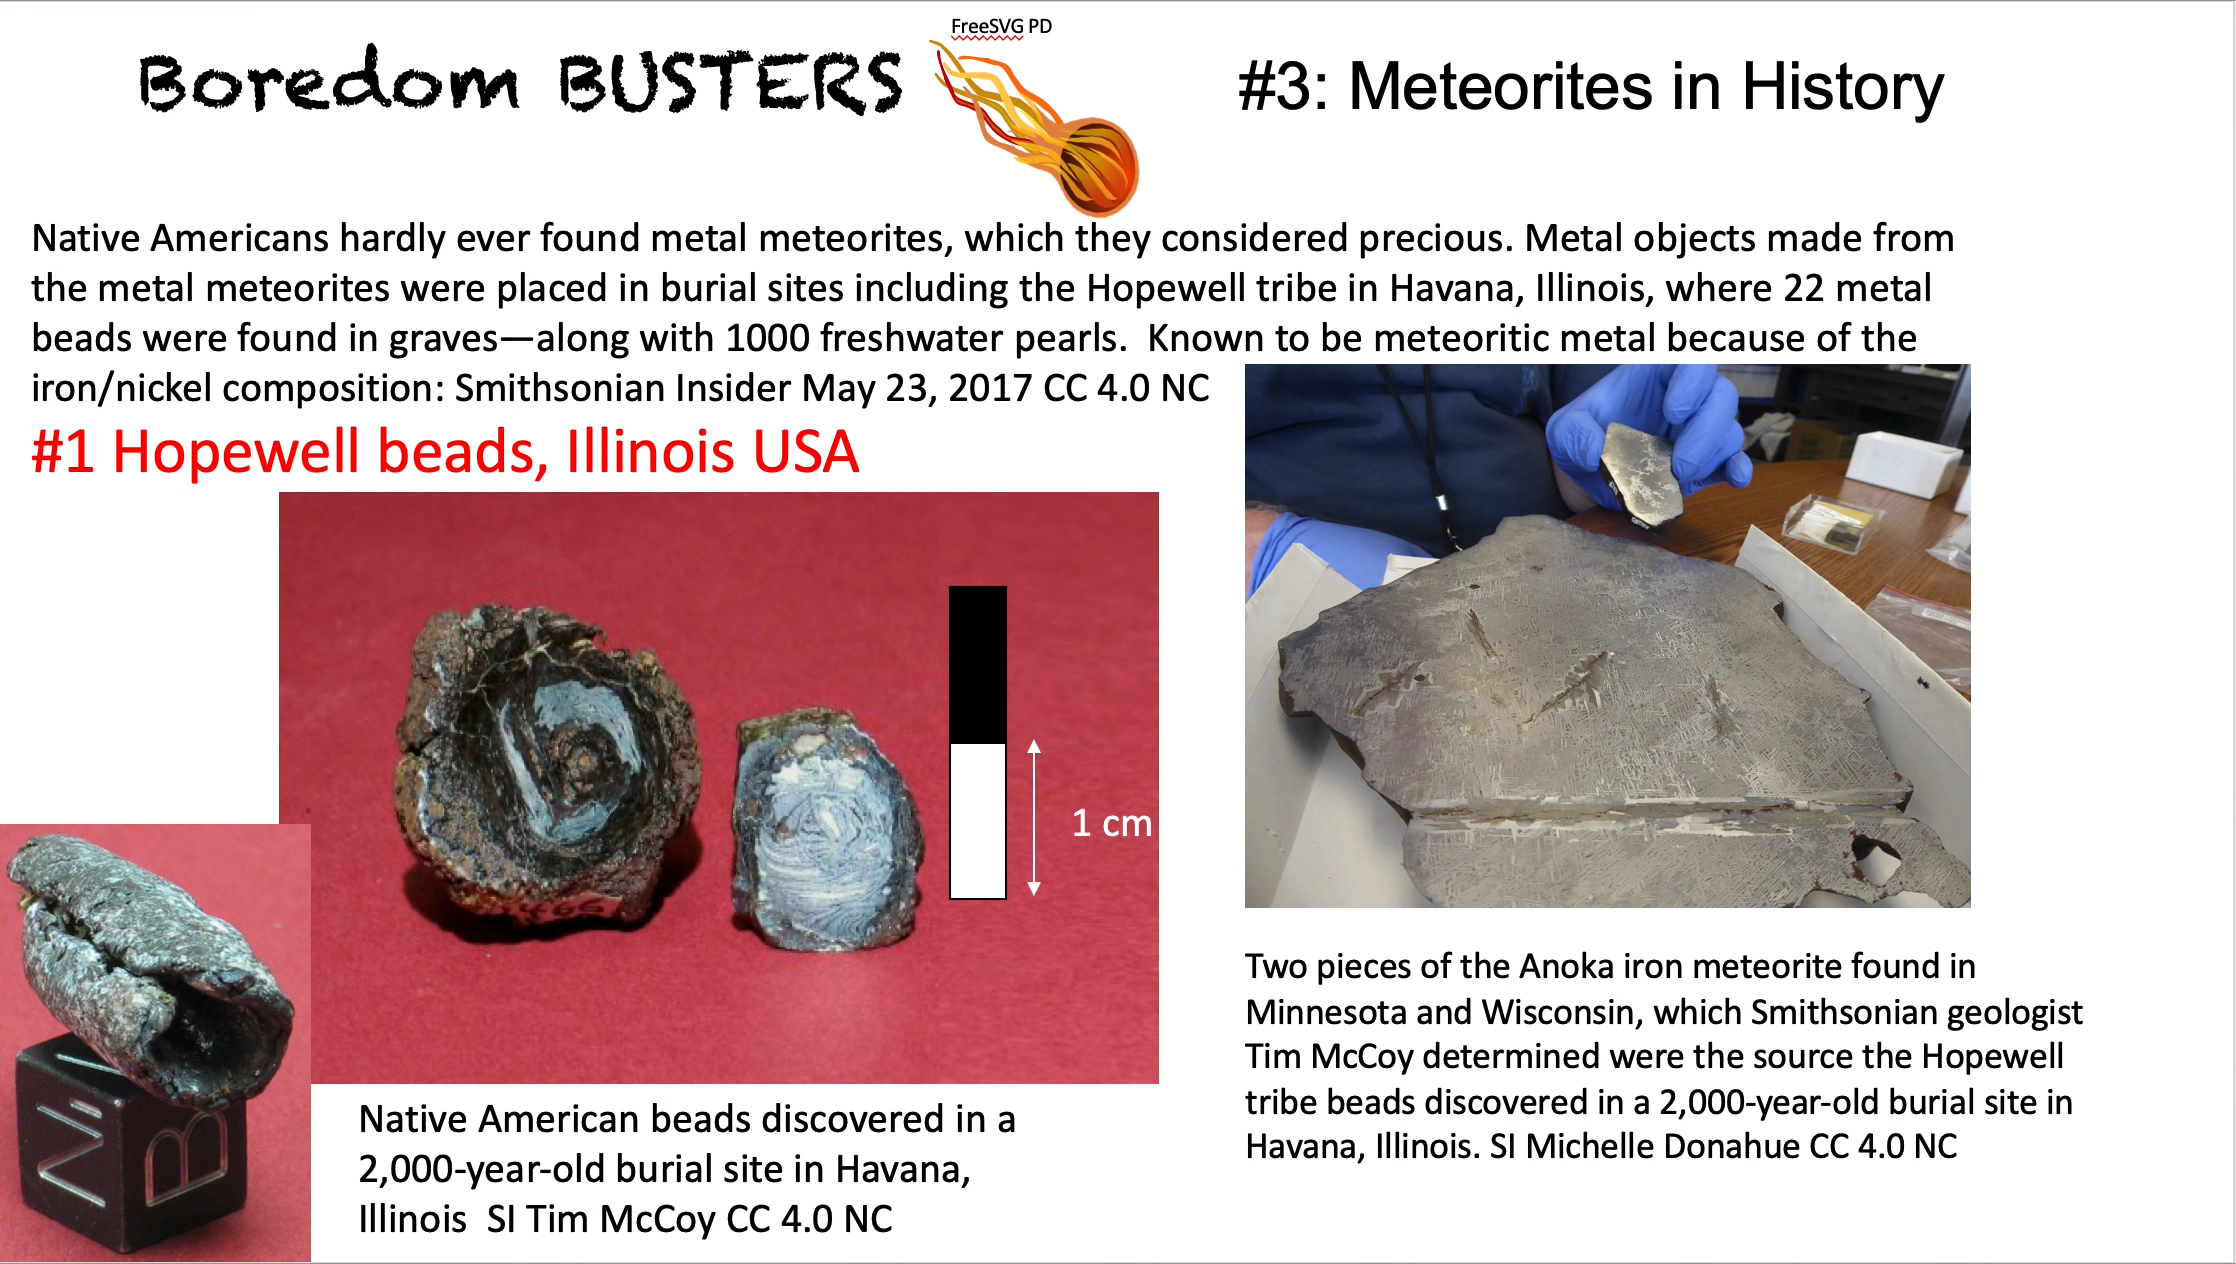 FreeSVG PD
Boredom BUSTERS
#3: Meteorites in History
Native Americans hardly ever found metal meteorites, which they considered precious. Metal objects made from
the metal meteorites were placed in burial sites including the Hopewell tribe in Havana, Illinois, where 22 metal
beads were found in graves—along with 1000 freshwater pearls.  Known to be meteoritic metal because of the
iron/nickel composition: Smithsonian Insider May 23, 2017 CC 4.0 NC
#1 Hopewell beads, Illinois USA
1 cm
N
B
Native American beads discovered in a
2,000-year-old burial site in Havana,
Illinois  SI Tim McCoy CC 4.0 NC
Two pieces of the Anoka iron meteorite found in
Minnesota and Wisconsin, which Smithsonian geologist
Tim McCoy determined were the source the Hopewell
tribe beads discovered in a 2,000-year-old burial site in
Havana, Illinois. SI Michelle Donahue CC 4.0 NC